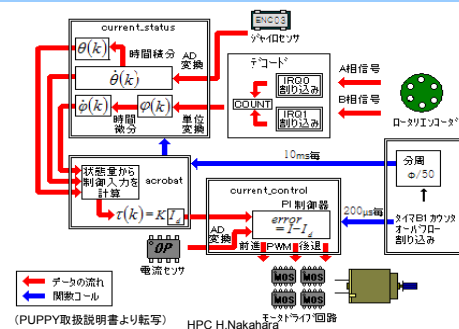 current_status
θ(k)
時間積分
AD
変換
θ̇(k)
φ̇(k)
φ(k)
時間
微分
単位
変換
ENC03
ジャイロセンサ
デコード
COUNT
IRQ0
割り込み
IRQ1
割り込み
A相信号
B相信号
ロータリエンコーダ
10ms毎
分周
Φ/50
200μs毎
タイマB1カウンタ
オーバフロー
割り込み
状態量から
制御入力を
計算
acrobat
τ(k) = K I_d
current_control
PI制御器
error
= I - I_d
AD
変換
前進 PWM 後退
OP
電流センサ
MOS
MOS
MOS
MOS
モータドライブ回路
データの流れ
関数コール
(PUPPY取扱説明書より転写)
HPC H.Nakahara